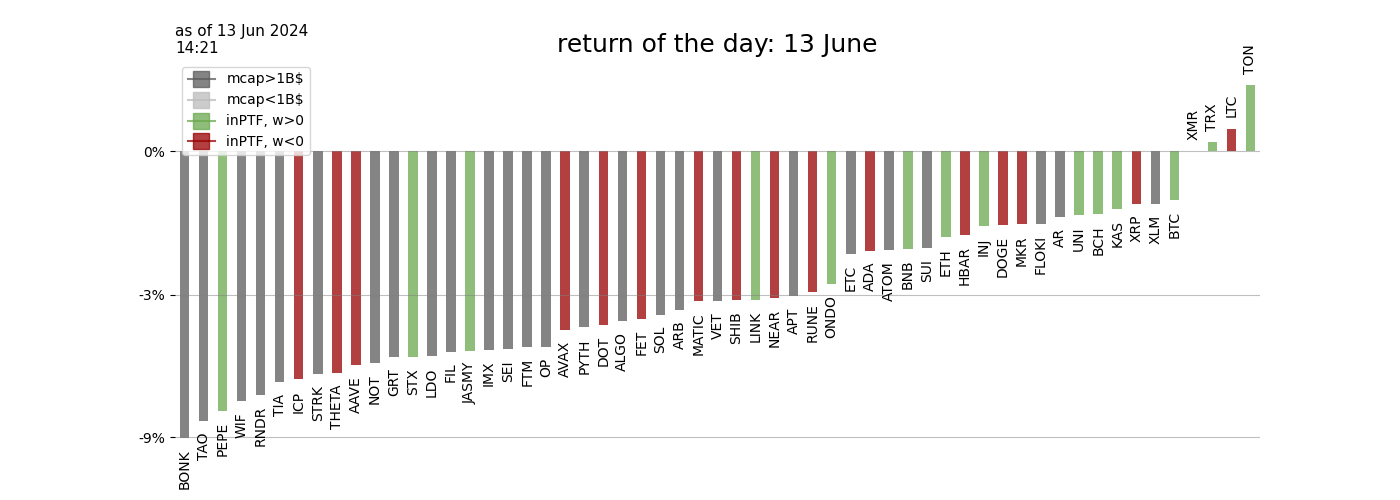 as of 13 Jun 2024
14:21
return of the day: 13 June
mcap>1B$
mcap<1B$
inPTF, w>0
inPTF, w<0
0%
-3%
-9%
BONK
TAO
PEPE
WIF
RNDR
TIA
ICP
STRK
THETA
AAVE
NOT
GRT
STX
LDO
FIL
JASMY
IMX
SEI
FTM
OP
AVAX
PYTH
DOT
ALGO
FET
SOL
ARB
MATIC
VET
SHIB
LINK
NEAR
APT
RUNE
ONDO
ETC
ADA
ATOM
BNB
SUI
ETH
HBAR
INJ
DOGE
MKR
FLOKI
AR
UNI
BCH
KAS
XRP
XLM
BTC
XMR
TRX
LTC
TON